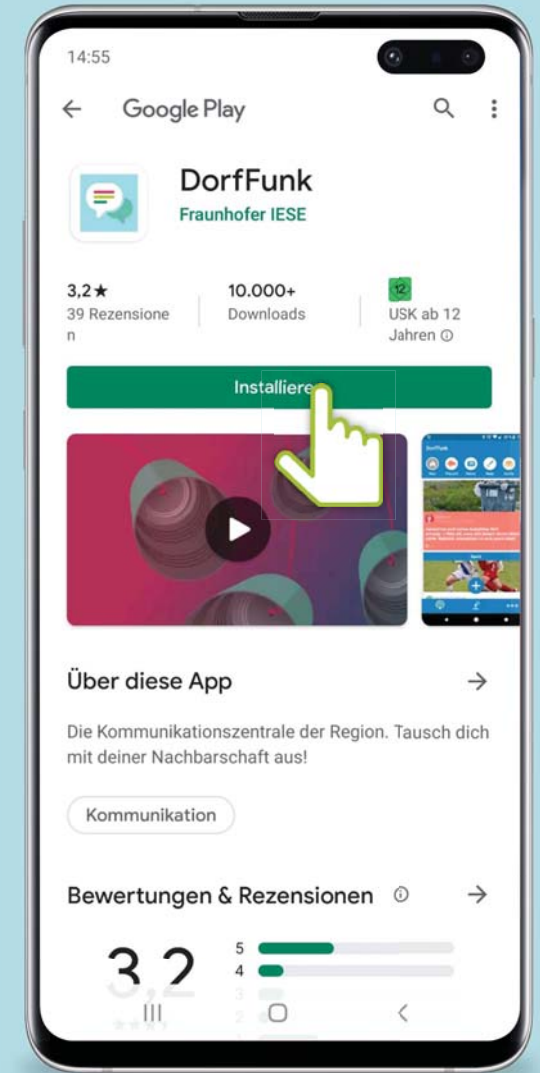 14:55
Google Play
DorfFunk
Fraunhofer IESE
3,2★
39 Rezensione
n
10.000+
Downloads
12
USK ab 12
Jahren
Installiere
Über diese App
Die Kommunikationszentrale der Region. Tausch dich
mit deiner Nachbarschaft aus!
Kommunikation
Bewertungen & Rezensionen
3,2
5
4
3
2